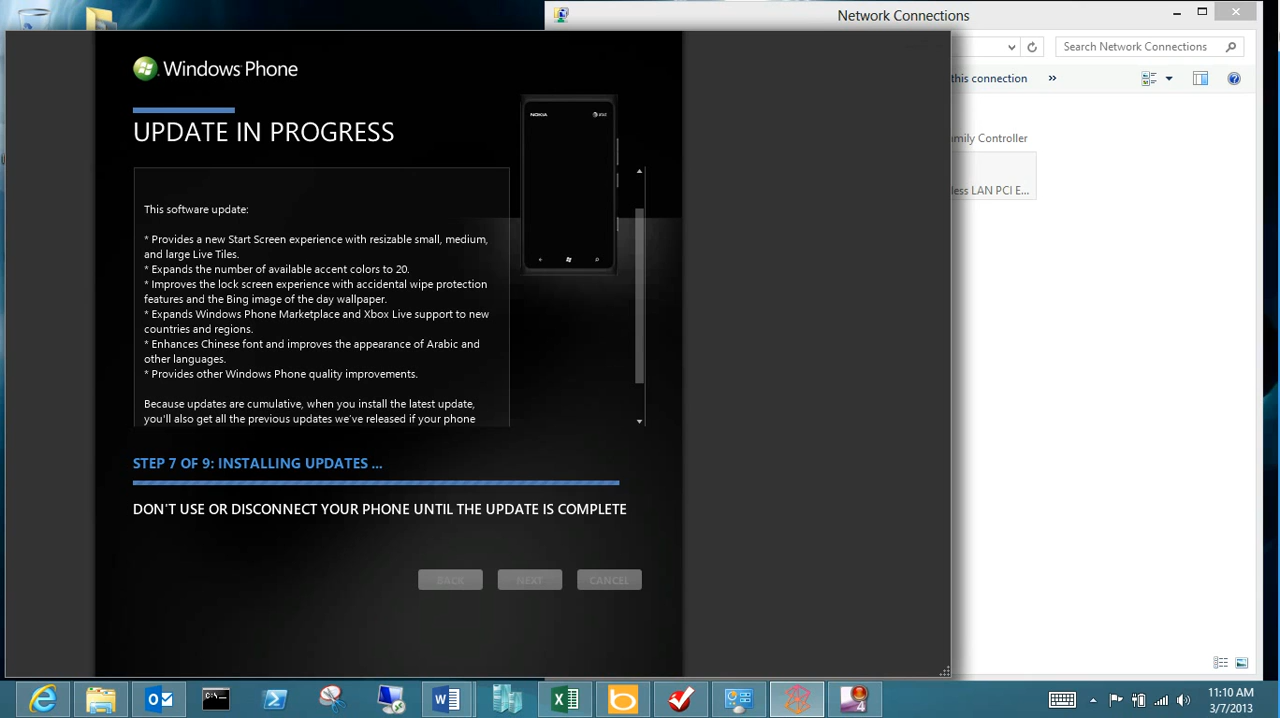 Network Connections
Search Network Connections
this connection
»
Windows Phone
UPDATE IN PROGRESS
NOKIA
at&t
amily Controller
less LAN PCI E...
This software update:
* Provides a new Start Screen experience with resizable small, medium,
and large Live Tiles.
* Expands the number of available accent colors to 20.
* Improves the lock screen experience with accidental wipe protection
features and the Bing image of the day wallpaper.
* Expands Windows Phone Marketplace and Xbox Live support to new
countries and regions.
* Enhances Chinese font and improves the appearance of Arabic and
other languages.
* Provides other Windows Phone quality improvements.
Because updates are cumulative, when you install the latest update,
you'll also get all the previous updates we've released if your phone
STEP 7 OF 9: INSTALLING UPDATES ...
DON'T USE OR DISCONNECT YOUR PHONE UNTIL THE UPDATE IS COMPLETE
BACK
NEXT
CANCEL
11:10 AM
3/7/2013